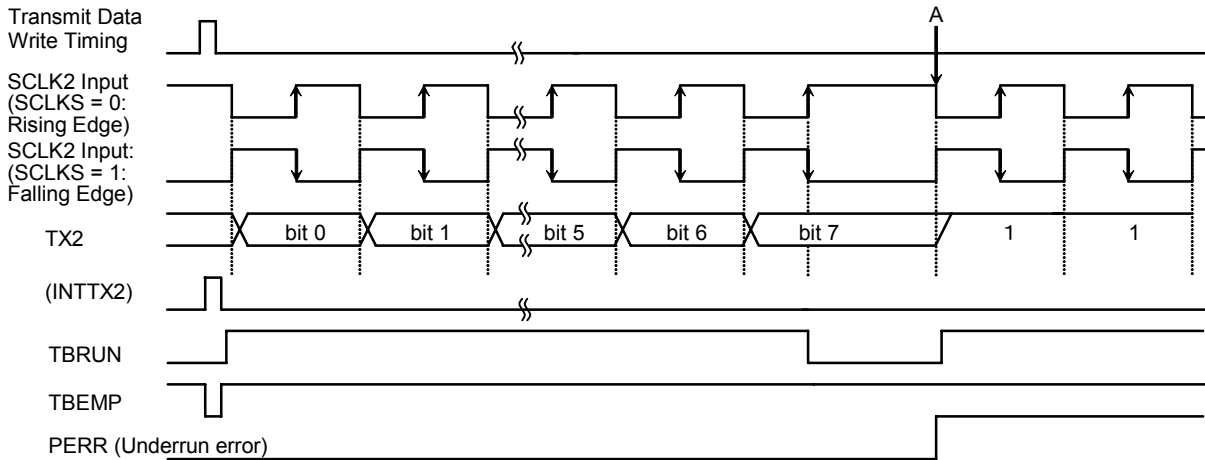 Transmit Data
Write Timing
A
SCLK2 Input
(SCLKS = 0:
Rising Edge)
SCLK2 Input:
(SCLKS = 1:
Falling Edge)
TX2
bit 0
bit 1
bit 5
bit 6
bit 7
1
1
(INTTX2)
TBRUN
TBEMP
PERR (Underrun error)